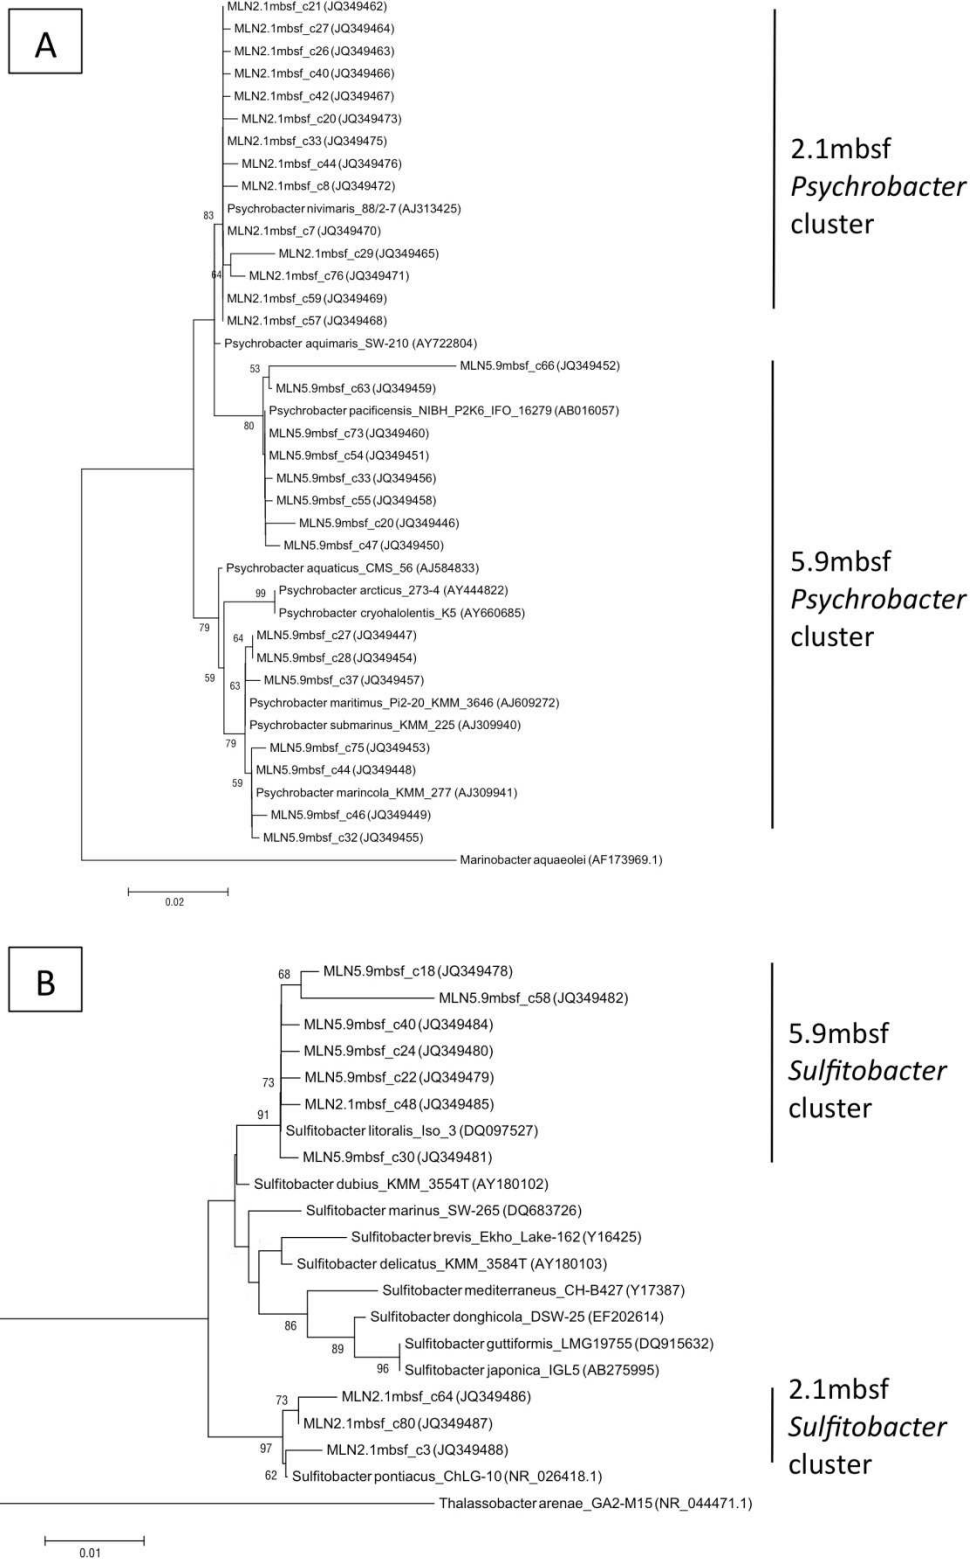 A
MLN2.1mbsf_c21 (JQ349462)
MLN2.1mbsf_c27 (JQ349464)
MLN2.1mbsf_c26 (JQ349463)
MLN2.1mbsf_c40 (JQ349466)
MLN2.1mbsf_c42 (JQ349467)
MLN2.1mbsf_c20 (JQ349473)
MLN2.1mbsf_c33 (JQ349475)
MLN2.1mbsf_c44 (JQ349476)
MLN2.1mbsf_c8 (JQ349472)
Psychrobacter nivimaris_88/2-7 (AJ313425)
83
MLN2.1mbsf_c7 (JQ349470)
MLN2.1mbsf_c29 (JQ349465)
64
MLN2.1mbsf_c76 (JQ349471)
MLN2.1mbsf_c59 (JQ349469)
MLN2.1mbsf_c57 (JQ349468)
2.1mbsf
Psychrobacter
cluster
Psychrobacter aquimaris_SW-210 (AY722804)
MLN5.9mbsf_c66 (JQ349452)
53
MLN5.9mbsf_c63 (JQ349459)
Psychrobacter pacificensis_NIBH_P2K6_IFO_16279 (AB016057)
80
MLN5.9mbsf_c73 (JQ349460)
MLN5.9mbsf_c54 (JQ349451)
MLN5.9mbsf_c33 (JQ349456)
MLN5.9mbsf_c55 (JQ349458)
MLN5.9mbsf_c20 (JQ349446)
MLN5.9mbsf_c47 (JQ349450)
Psychrobacter aquaticus_CMS_56 (AJ584833)
99
Psychrobacter arcticus_273-4 (AY444822)
Psychrobacter cryohalolentis_K5 (AY660685)
79
64
MLN5.9mbsf_c27 (JQ349447)
MLN5.9mbsf_c28 (JQ349454)
59
63
MLN5.9mbsf_c37 (JQ349457)
Psychrobacter maritimus_Pi2-20_KMM_3646 (AJ609272)
Psychrobacter submarinus_KMM_225 (AJ309940)
79
MLN5.9mbsf_c75 (JQ349453)
MLN5.9mbsf_c44 (JQ349448)
59
Psychrobacter marincola_KMM_277 (AJ309941)
MLN5.9mbsf_c46 (JQ349449)
MLN5.9mbsf_c32 (JQ349455)
5.9mbsf
Psychrobacter
cluster
Marinobacter aquaeolei (AF173969.1)
0.02
B
68
MLN5.9mbsf_c18 (JQ349478)
MLN5.9mbsf_c58 (JQ349482)
MLN5.9mbsf_c40 (JQ349484)
MLN5.9mbsf_c24 (JQ349480)
73
MLN5.9mbsf_c22 (JQ349479)
MLN2.1mbsf_c48 (JQ349485)
91
Sulfitobacter litoralis_Iso_3 (DQ097527)
MLN5.9mbsf_c30 (JQ349481)
5.9mbsf
Sulfitobacter
cluster
Sulfitobacter dubius_KMM_3554T (AY180102)
Sulfitobacter marinus_SW-265 (DQ683726)
Sulfitobacter brevis_Ekho_Lake-162 (Y16425)
Sulfitobacter delicatus_KMM_3584T (AY180103)
Sulfitobacter mediterraneus_CH-B427 (Y17387)
86
Sulfitobacter donghicola_DSW-25 (EF202614)
89
Sulfitobacter guttiformis_LMG19755 (DQ915632)
96
Sulfitobacter japonica_IGL5 (AB275995)
73
MLN2.1mbsf_c64 (JQ349486)
MLN2.1mbsf_c80 (JQ349487)
97
MLN2.1mbsf_c3 (JQ349488)
62
Sulfitobacter pontiacus_ChLG-10 (NR_026418.1)
2.1mbsf
Sulfitobacter
cluster
Thalassobacter arenae_GA2-M15 (NR_044471.1)
0.01